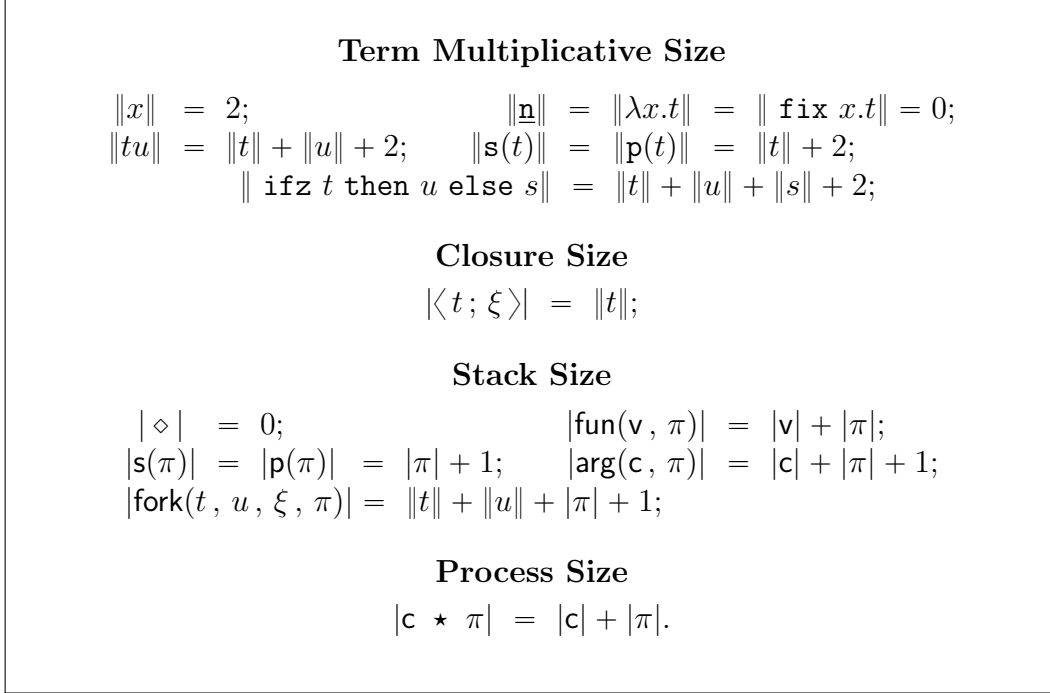 Term Multiplicative Size
‖x‖ = 2; ‖n‖ = ‖λx.t‖ = ‖ fix x.t‖ = 0;
‖tu‖ = ‖t‖ + ‖u‖ + 2; ‖s(t)‖ = ‖p(t)‖ = ‖t‖ + 2;
‖ ifz t then u else s‖ = ‖t‖ + ‖u‖ + ‖s‖ + 2;
Closure Size
|⟨ t ; ξ ⟩| = ‖t‖;
Stack Size
| ⋄ | = 0; |fun(v , π)| = |v| + |π|;
|s(π)| = |p(π)| = |π| + 1; |arg(c , π)| = |c| + |π| + 1;
|fork(t , u , ξ , π)| = ‖t‖ + ‖u‖ + |π| + 1;
Process Size
|c ⋆ π| = |c| + |π|.